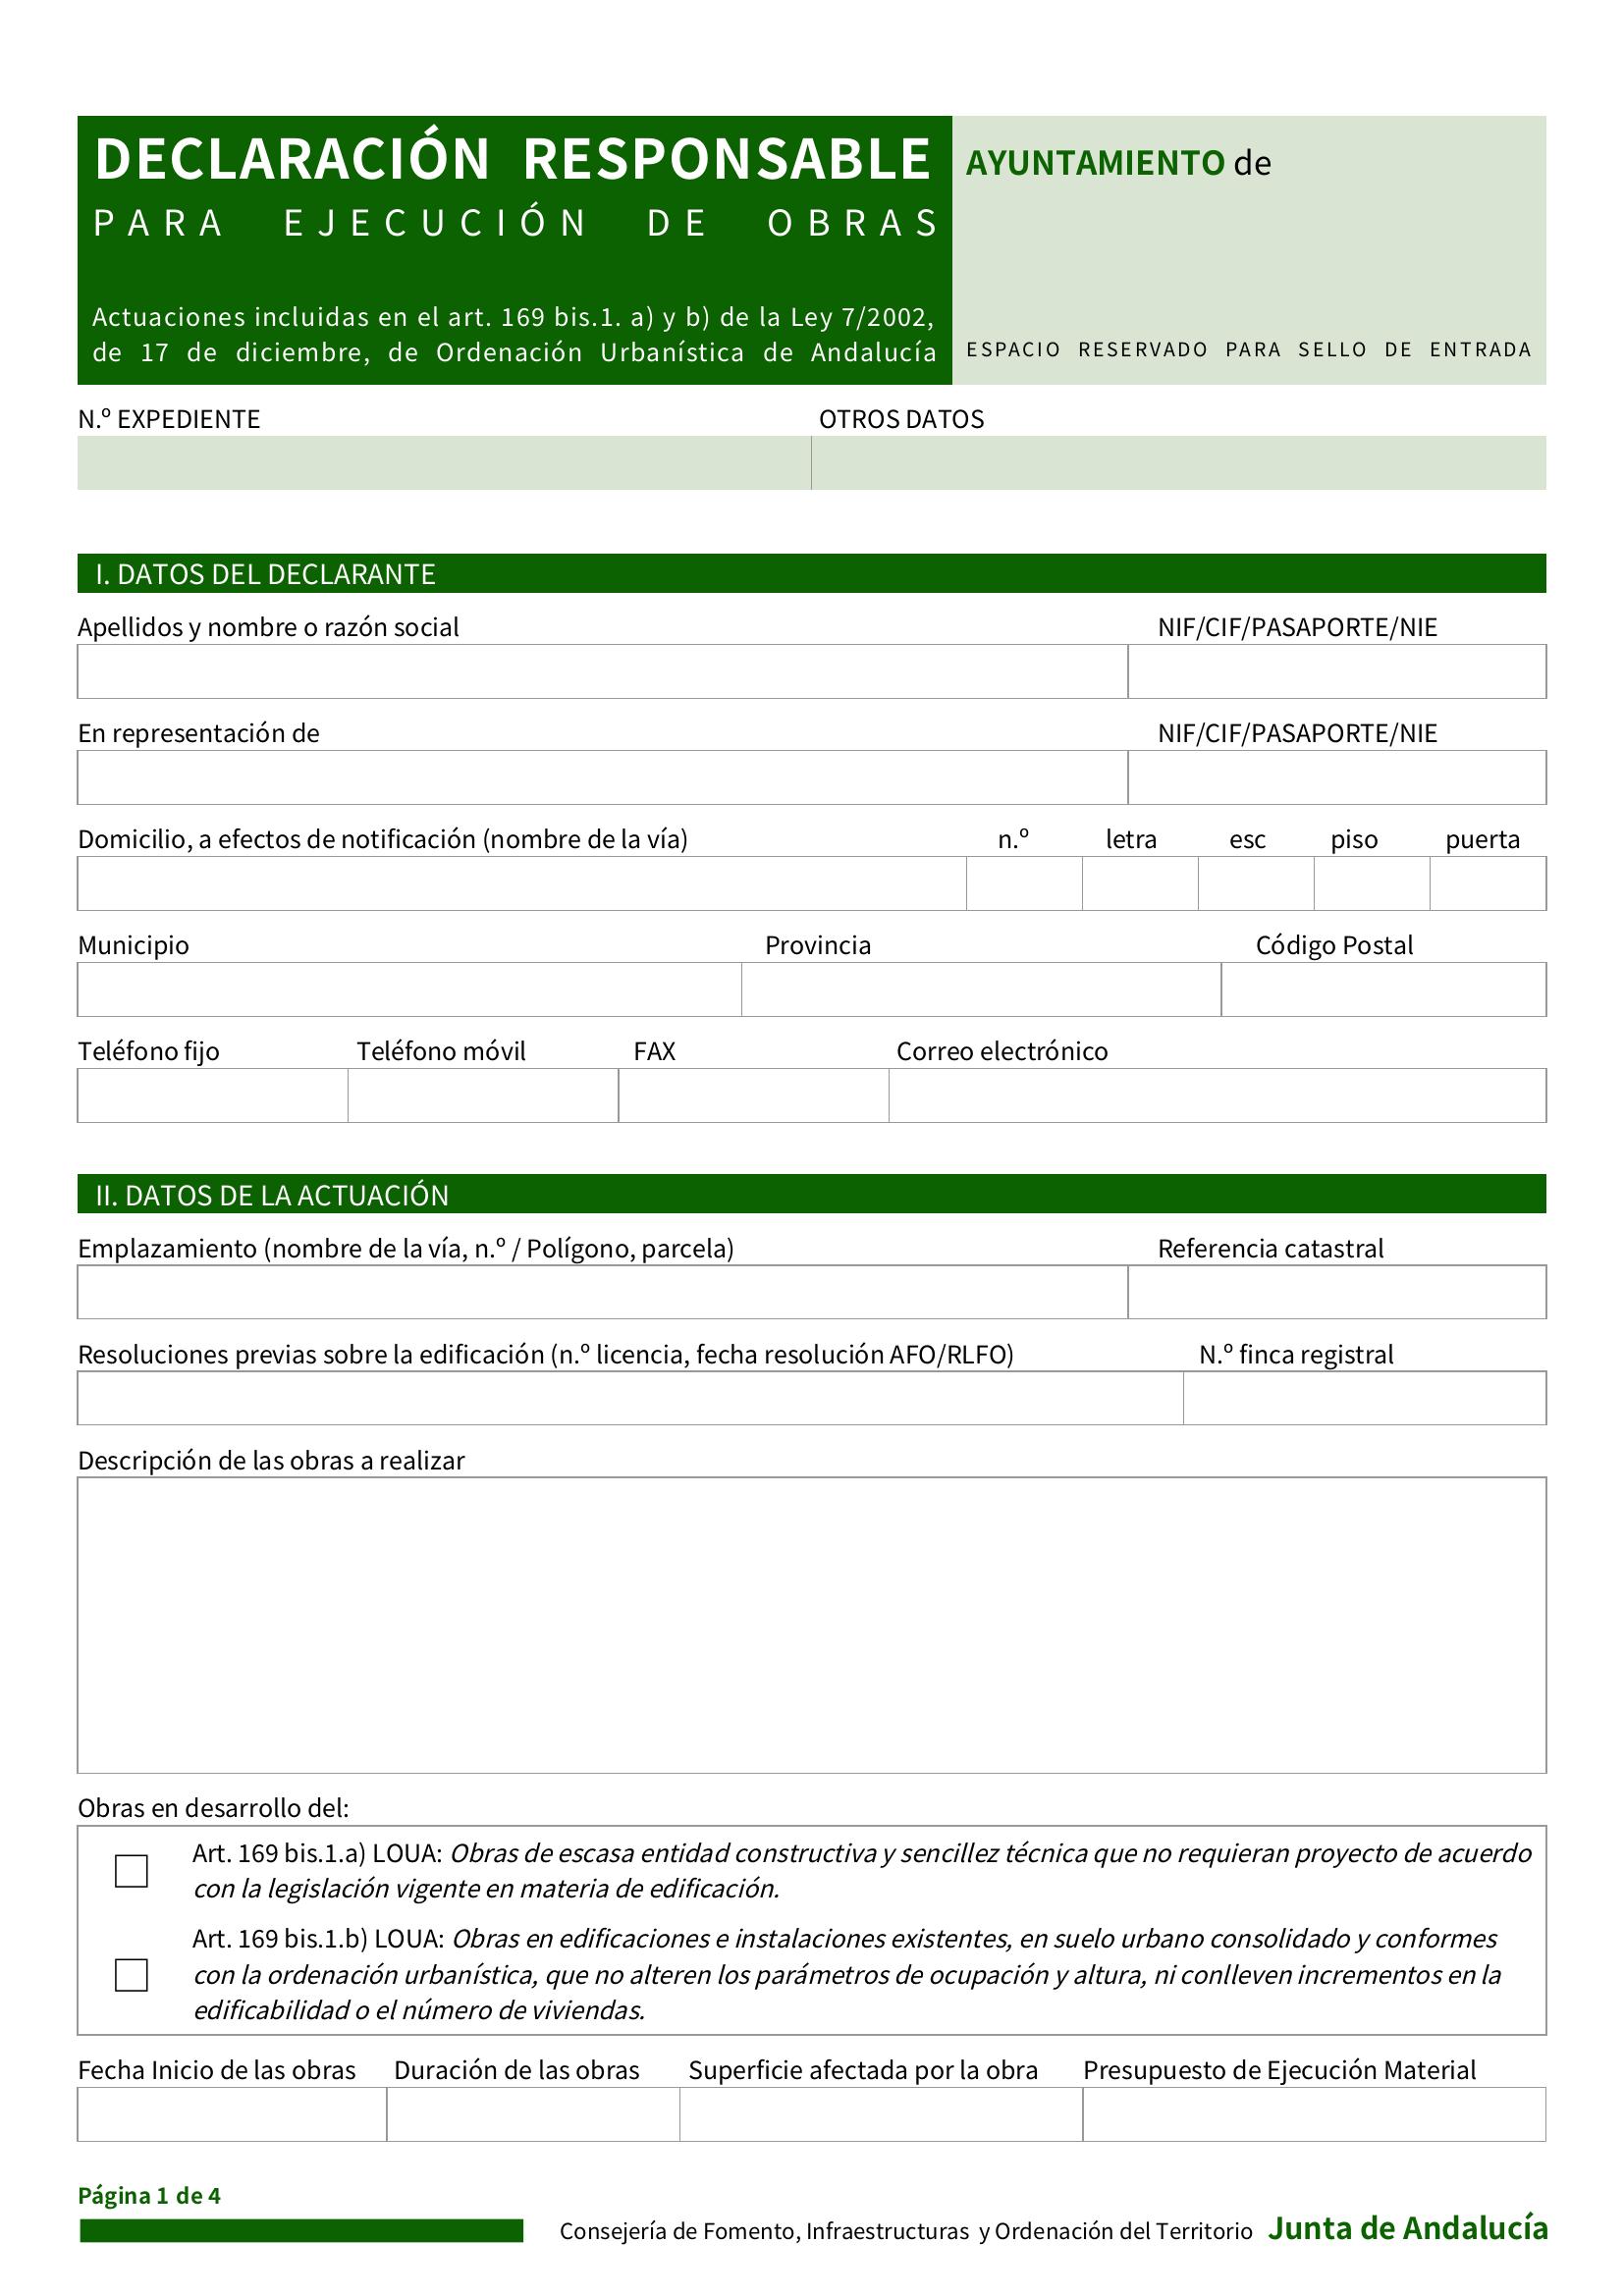 DECLARACIÓN RESPONSABLE
PARA EJECUCIÓN DE OBRAS
Actuaciones incluidas en el art. 169 bis.1. a) y b) de la Ley 7/2002,
de 17 de diciembre, de Ordenación Urbanística de Andalucía
AYUNTAMIENTO de
ESPACIO RESERVADO PARA SELLO DE ENTRADA
N.º EXPEDIENTE OTROS DATOS
I. DATOS DEL DECLARANTE
Apellidos y nombre o razón social NIF/CIF/PASAPORTE/NIE
En representación de NIF/CIF/PASAPORTE/NIE
Domicilio, a efectos de notificación (nombre de la vía) n.º letra esc piso puerta
Municipio Provincia Código Postal
Teléfono fijo Teléfono móvil FAX Correo electrónico
II. DATOS DE LA ACTUACIÓN
Emplazamiento (nombre de la vía, n.º / Polígono, parcela) Referencia catastral
Resoluciones previas sobre la edificación (n.º licencia, fecha resolución AFO/RLFO) N.º finca registral
Descripción de las obras a realizar
Obras en desarrollo del:
Art. 169 bis.1.a) LOUA: Obras de escasa entidad constructiva y sencillez técnica que no requieran proyecto de acuerdo
con la legislación vigente en materia de edificación.
Art. 169 bis.1.b) LOUA: Obras en edificaciones e instalaciones existentes, en suelo urbano consolidado y conformes
con la ordenación urbanística, que no alteren los parámetros de ocupación y altura, ni conlleven incrementos en la
edificabilidad o el número de viviendas.
Fecha Inicio de las obras Duración de las obras Superficie afectada por la obra Presupuesto de Ejecución Material
Página 1 de 4
Consejería de Fomento, Infraestructuras y Ordenación del Territorio Junta de Andalucía